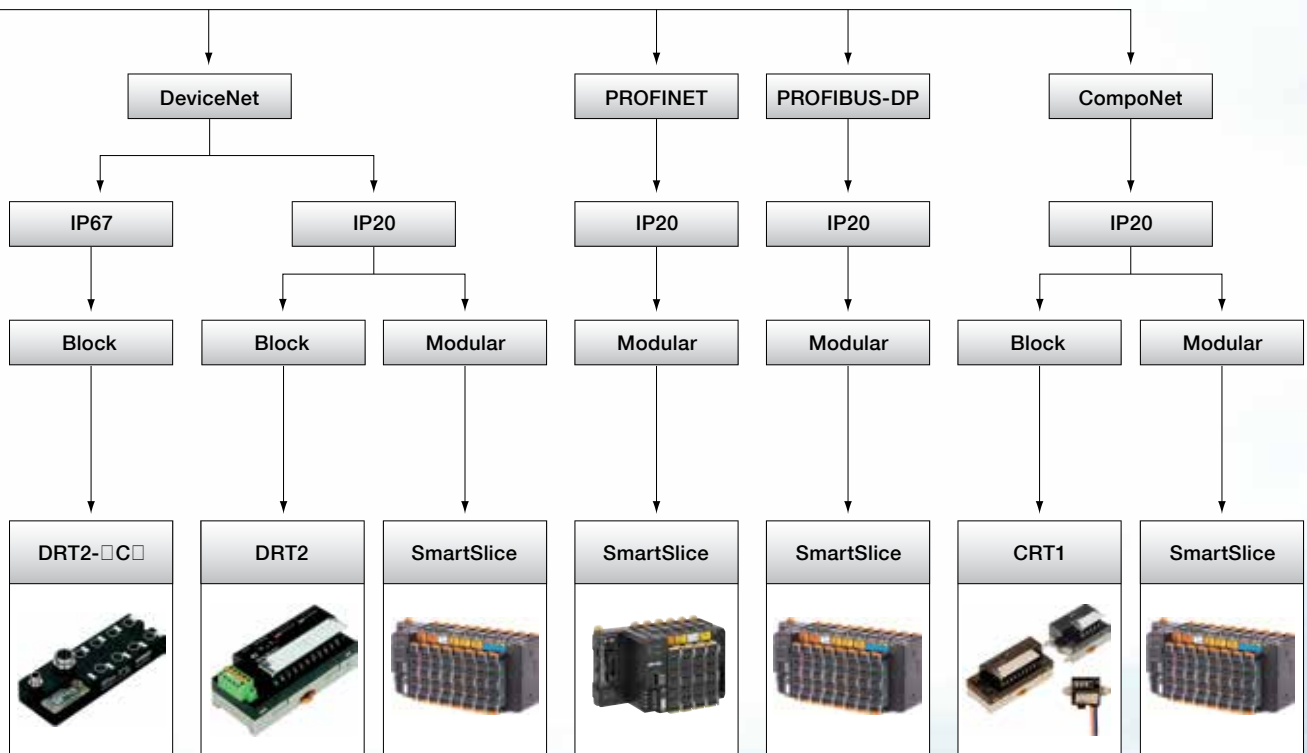 DeviceNet PROFINET PROFIBUS-DP CompoNet
IP67 IP20 IP20 IP20 IP20
Block Block Modular Modular Modular Block Modular
DRT2-□C□ DRT2 SmartSlice SmartSlice SmartSlice CRT1 SmartSlice